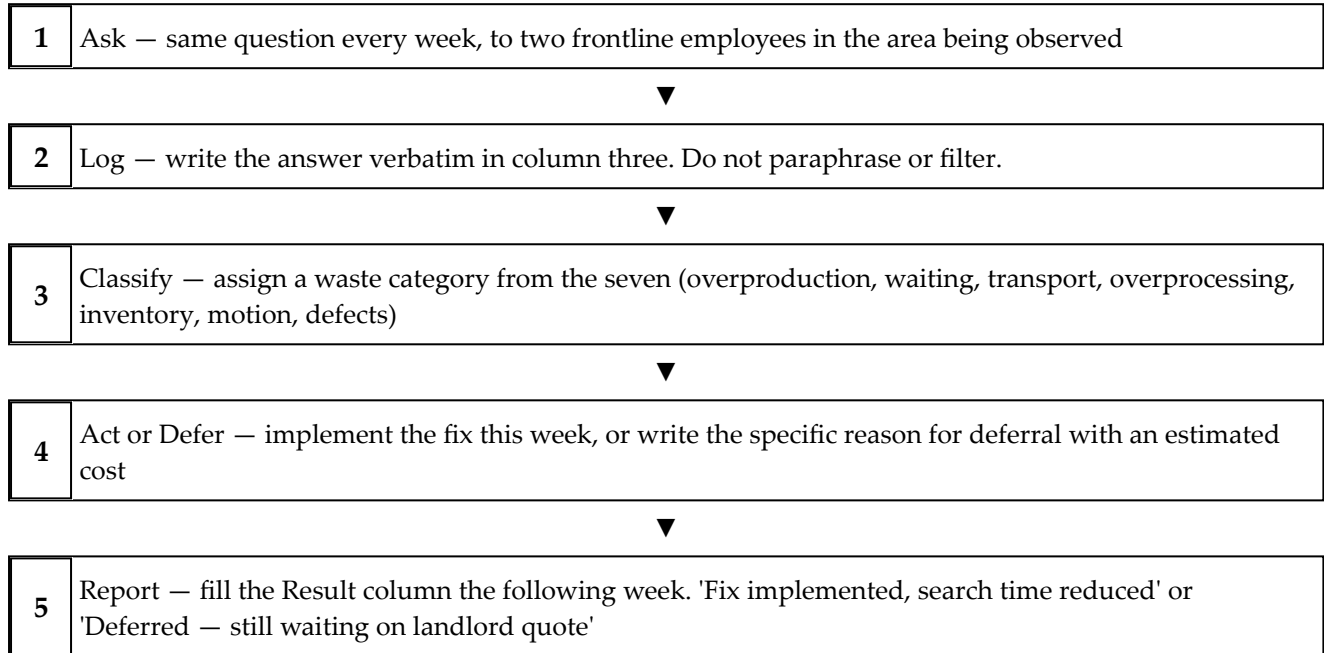 1
Ask — same question every week, to two frontline employees in the area being observed
▼
2
Log — write the answer verbatim in column three. Do not paraphrase or filter.
▼
3
Classify — assign a waste category from the seven (overproduction, waiting, transport, overprocessing,
inventory, motion, defects)
▼
4
Act or Defer — implement the fix this week, or write the specific reason for deferral with an estimated
cost
▼
5
Report — fill the Result column the following week. 'Fix implemented, search time reduced' or
'Deferred — still waiting on landlord quote'